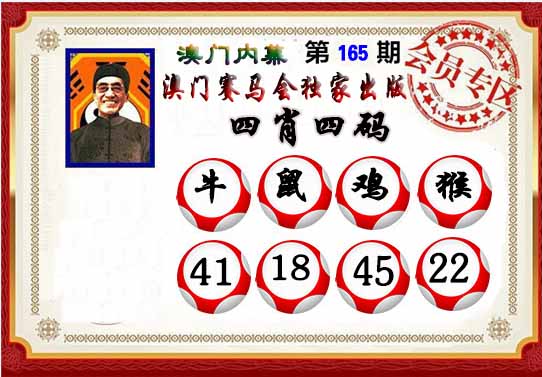 澳门内幕 第165期
会员专区
澳门赛马会独家出版
四肖四码
牛 鼠 鸡 猴
41 18 45 22